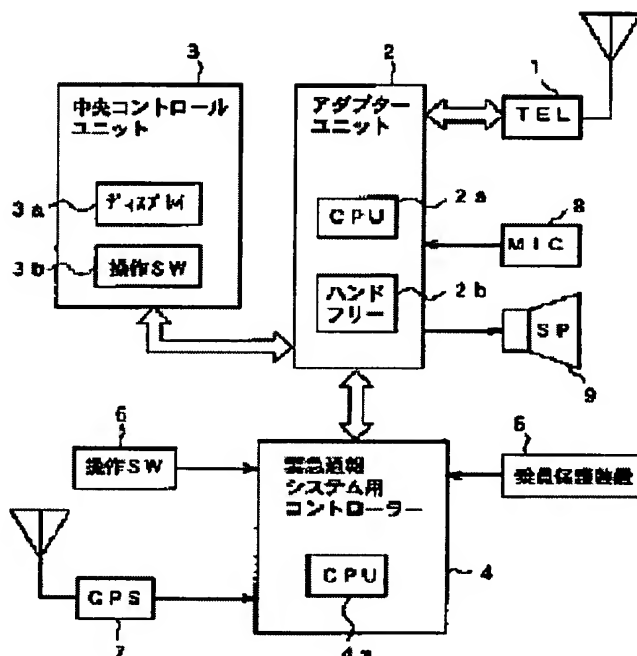 3
中央コントロール
ユニット
3a
ディスプレイ
3b
操作SW
2
アダプター
ユニット
CPU
2a
ハンド
フリー
2b
1
TEL
8
MIC
SP
9
6
操作SW
緊急通報
システム用
コントローラー
CPU
4a
4
乗員保護装置
GPS
7